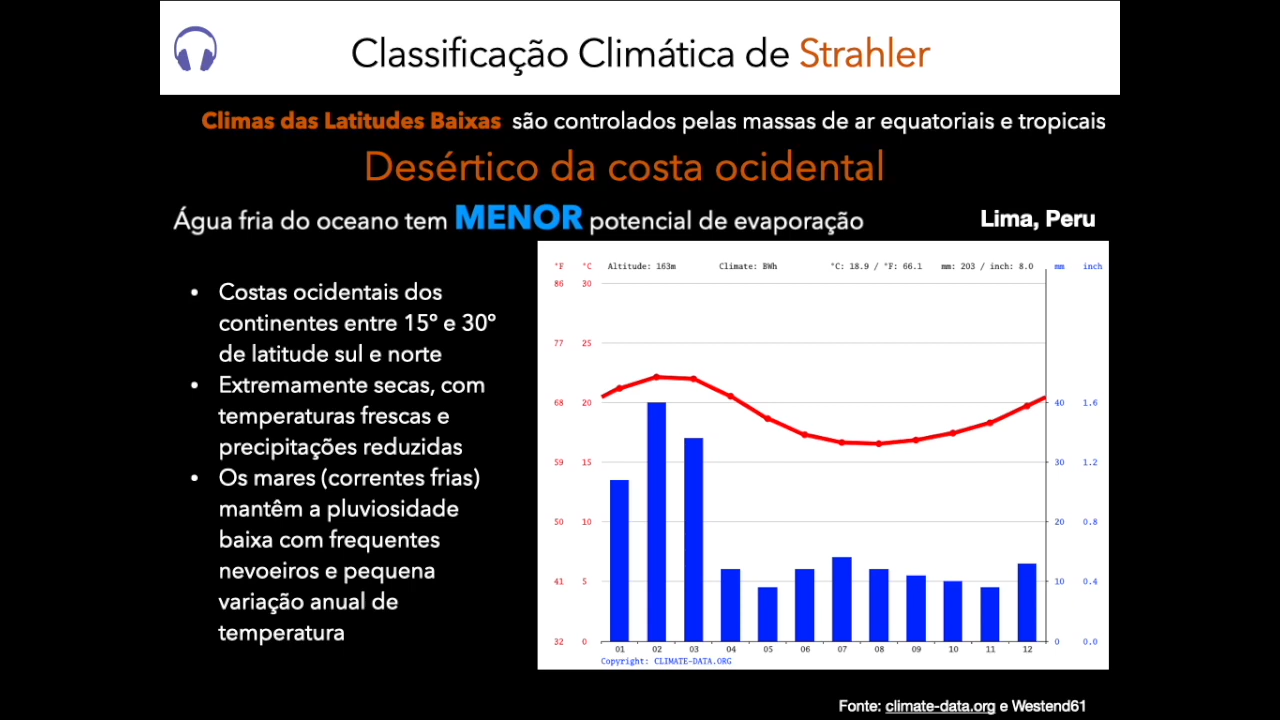 Classificação Climática de Strahler
Climas das Latitudes Baixas são controlados pelas massas de ar equatoriais e tropicais
Desértico da costa ocidental
Água fria do oceano tem MENOR potencial de evaporação
Lima, Peru
• Costas ocidentais dos
continentes entre 15º e 30º
de latitude sul e norte
• Extremamente secas, com
temperaturas frescas e
precipitações reduzidas
• Os mares (correntes frias)
mantêm a pluviosidade
baixa com frequentes
nevoeiros e pequena
variação anual de
temperatura
°F °C Altitude: 163m Climate: BWh °C: 18.9 / °F: 66.1 mm: 203 / inch: 8.0 mm inch
86 30
77 25
68 20 40 1.6
59 15 30 1.2
50 10 20 0.8
41 5 10 0.4
32 0 0 0.0
01 02 03 04 05 06 07 08 09 10 11 12
Copyright: CLIMATE-DATA.ORG
Fonte: climate-data.org e Westend61